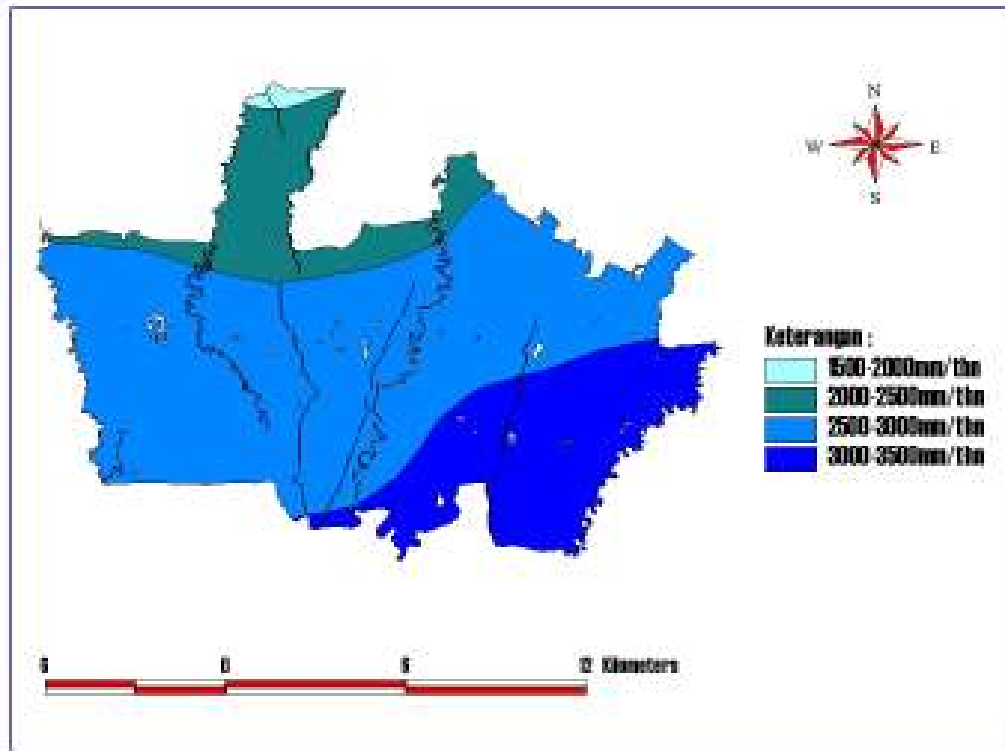 N
W E
S
Keterangan :
1500-2000mm/thn
2000-2500mm/thn
2500-3000mm/thn
3000-3500mm/thn
6 0 6 12 Kilometers